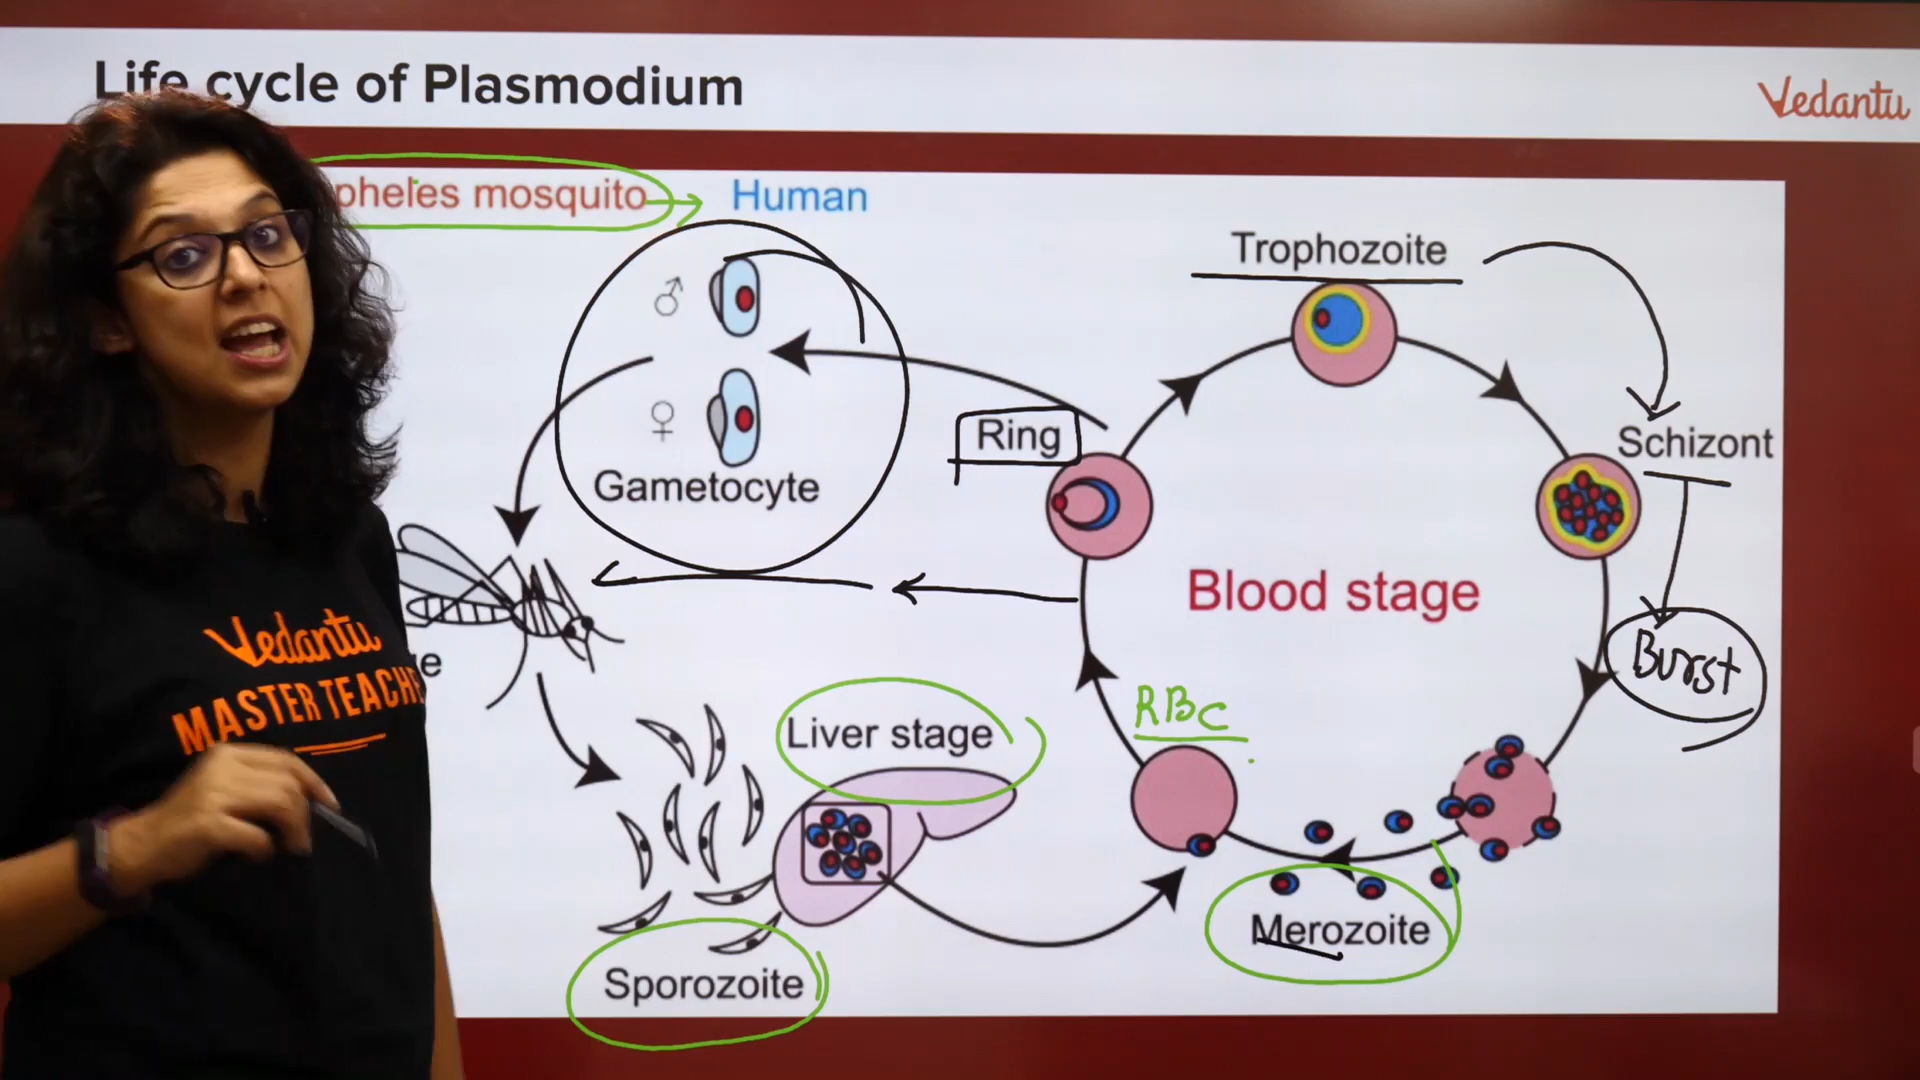 Life cycle of Plasmodium
Vedantu
pheles mosquito
Human
Trophozoite
Schizont
Ring
Gametocyte
Blood stage
Burst
RBC
Liver stage
Merozoite
Sporozoite
Vedantu
MASTER TEACHE